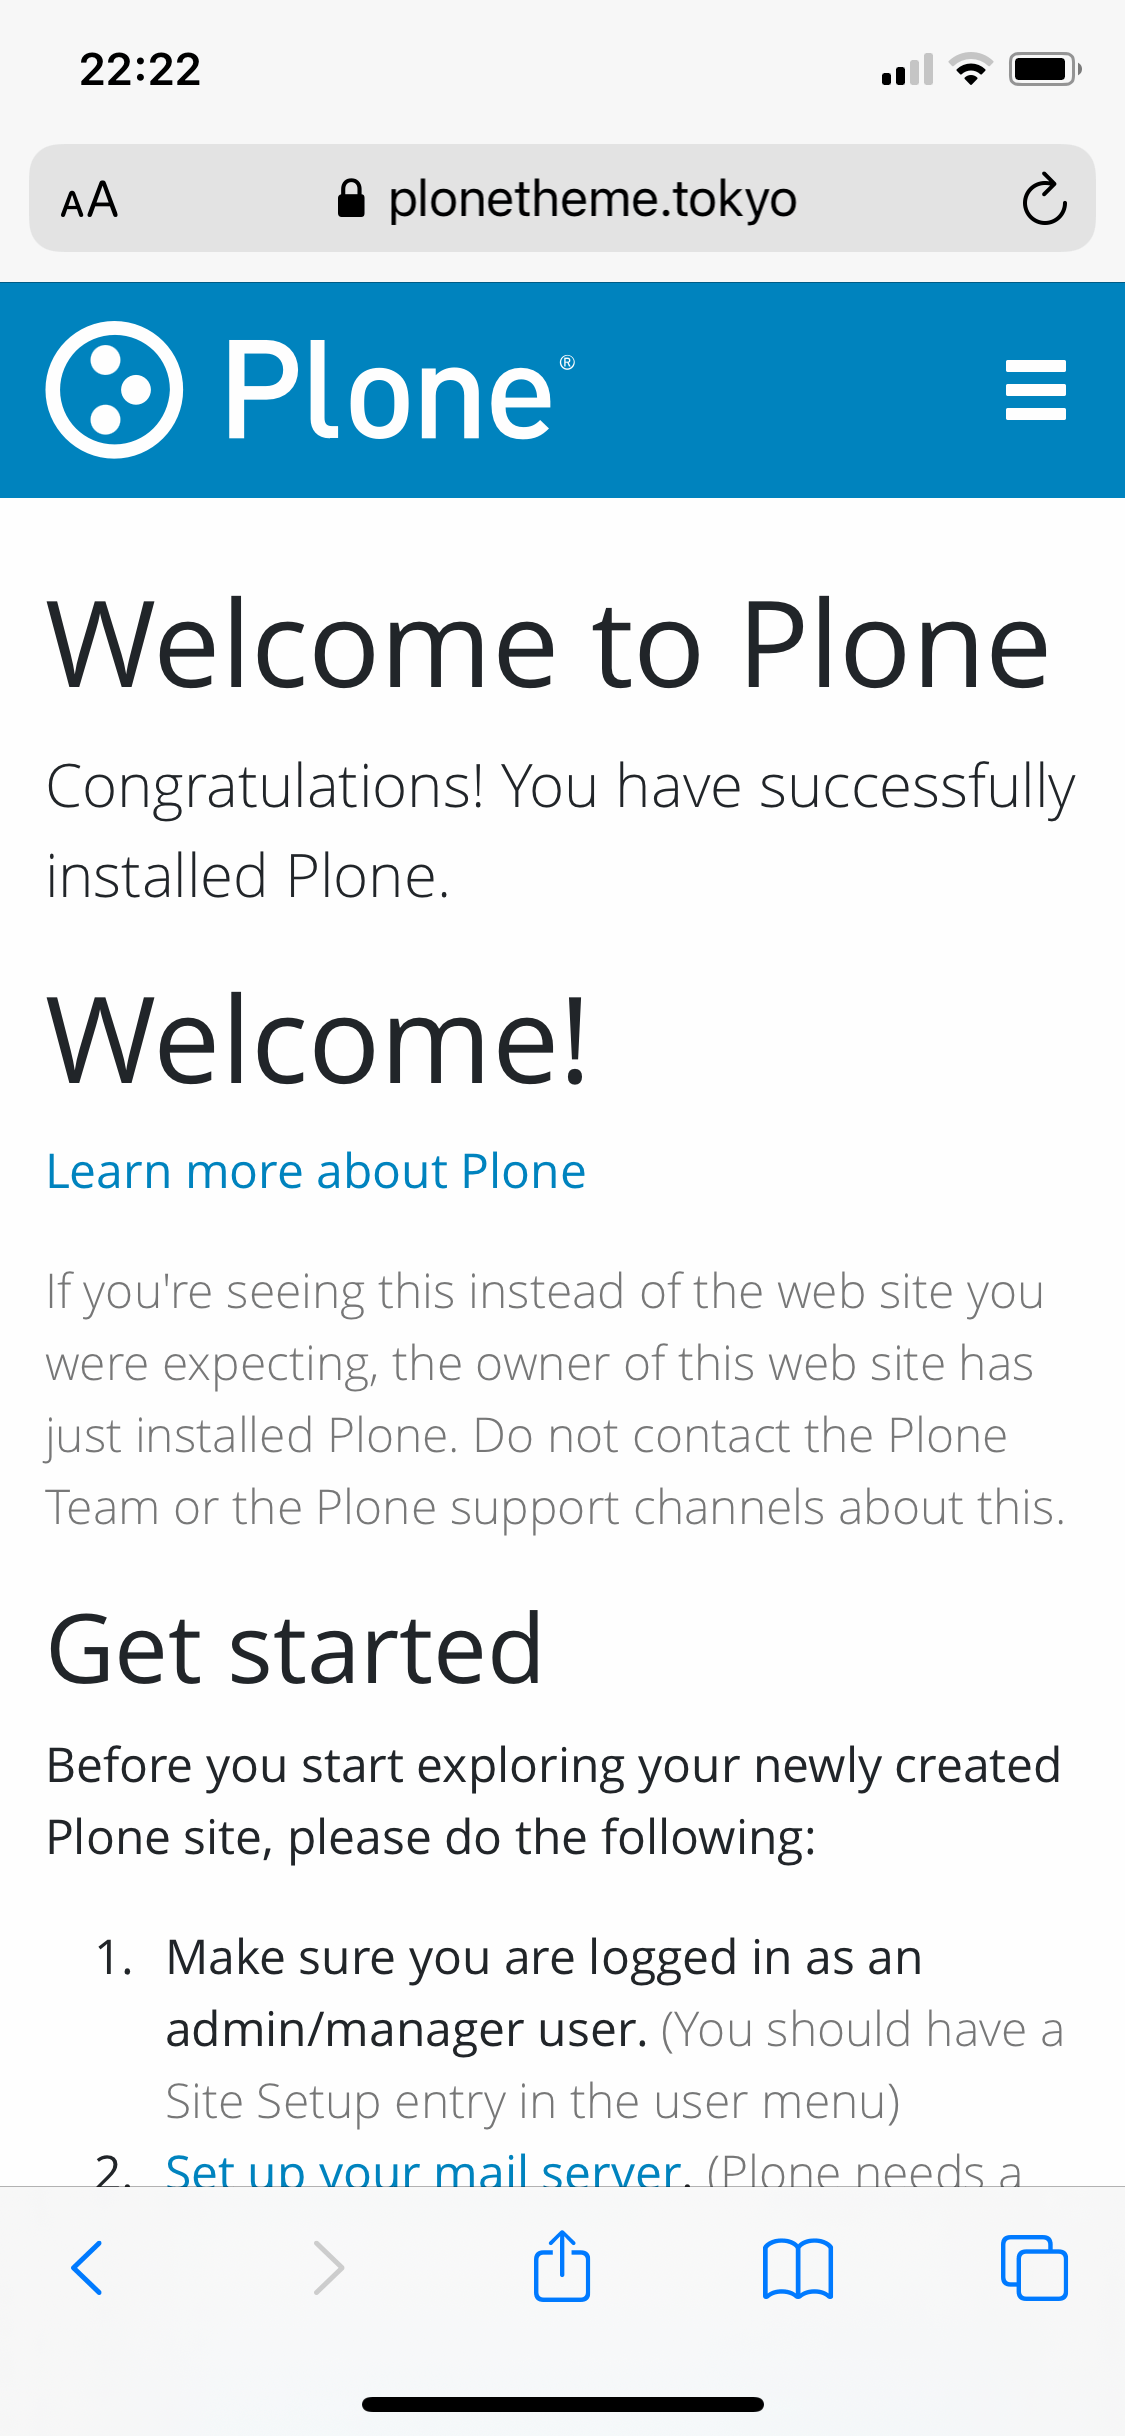 22:22
AA plonetheme.tokyo
Plone®
Welcome to Plone
Congratulations! You have successfully
installed Plone.
Welcome!
Learn more about Plone
If you're seeing this instead of the web site you
were expecting, the owner of this web site has
just installed Plone. Do not contact the Plone
Team or the Plone support channels about this.
Get started
Before you start exploring your newly created
Plone site, please do the following:
1. Make sure you are logged in as an
admin/manager user. (You should have a
Site Setup entry in the user menu)
2. Set up your mail server. (Plone needs a